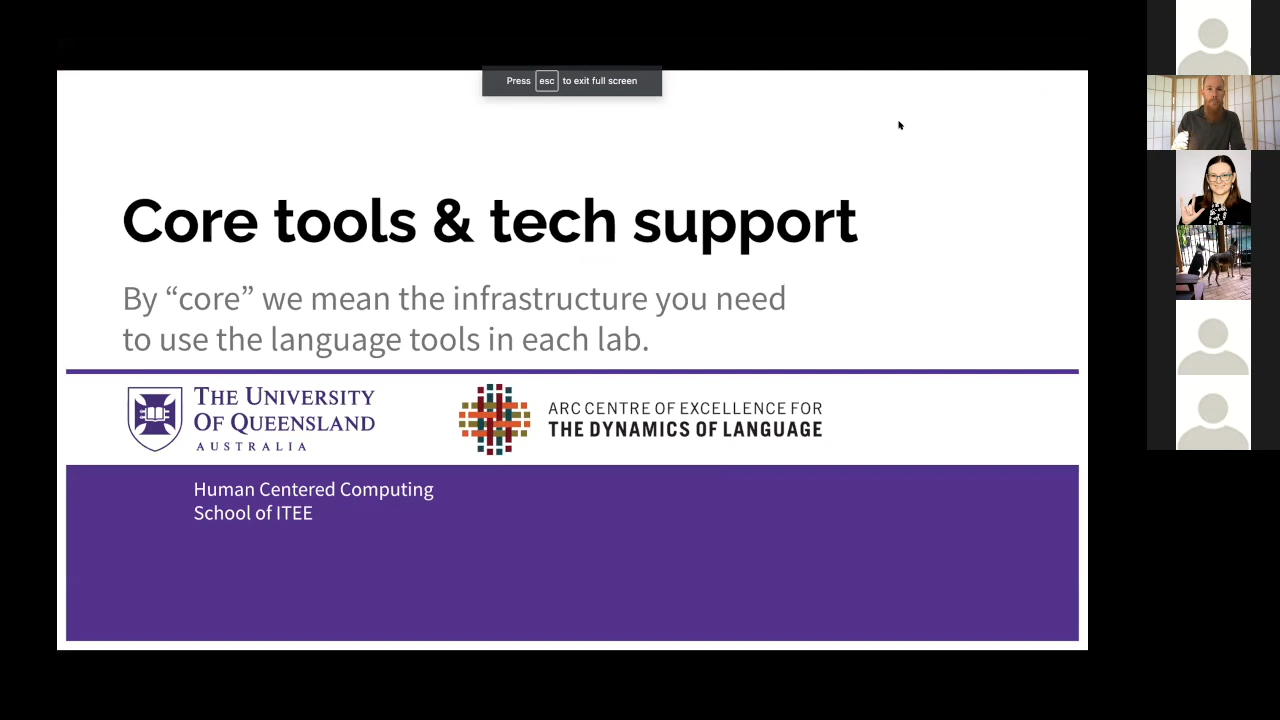 Press esc to exit full screen
Core tools & tech support
By “core” we mean the infrastructure you need
to use the language tools in each lab.
THE UNIVERSITY
OF QUEENSLAND
AUSTRALIA
ARC CENTRE OF EXCELLENCE FOR
THE DYNAMICS OF LANGUAGE
Human Centered Computing
School of ITEE